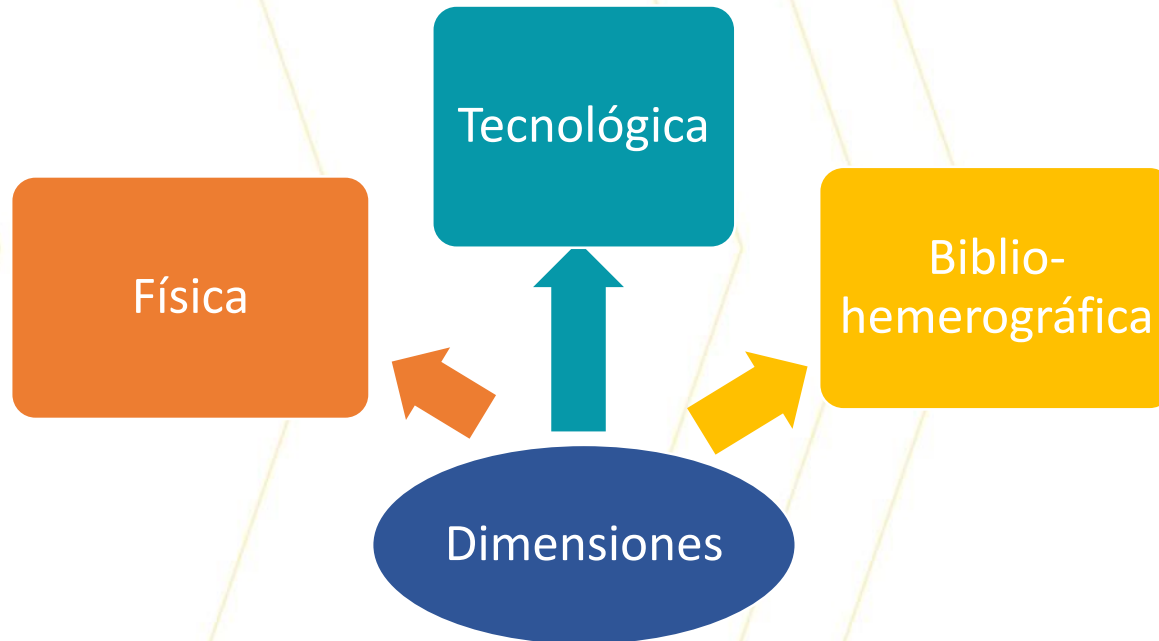 Tecnológica
Física
Biblio-
hemerográfica
Dimensiones